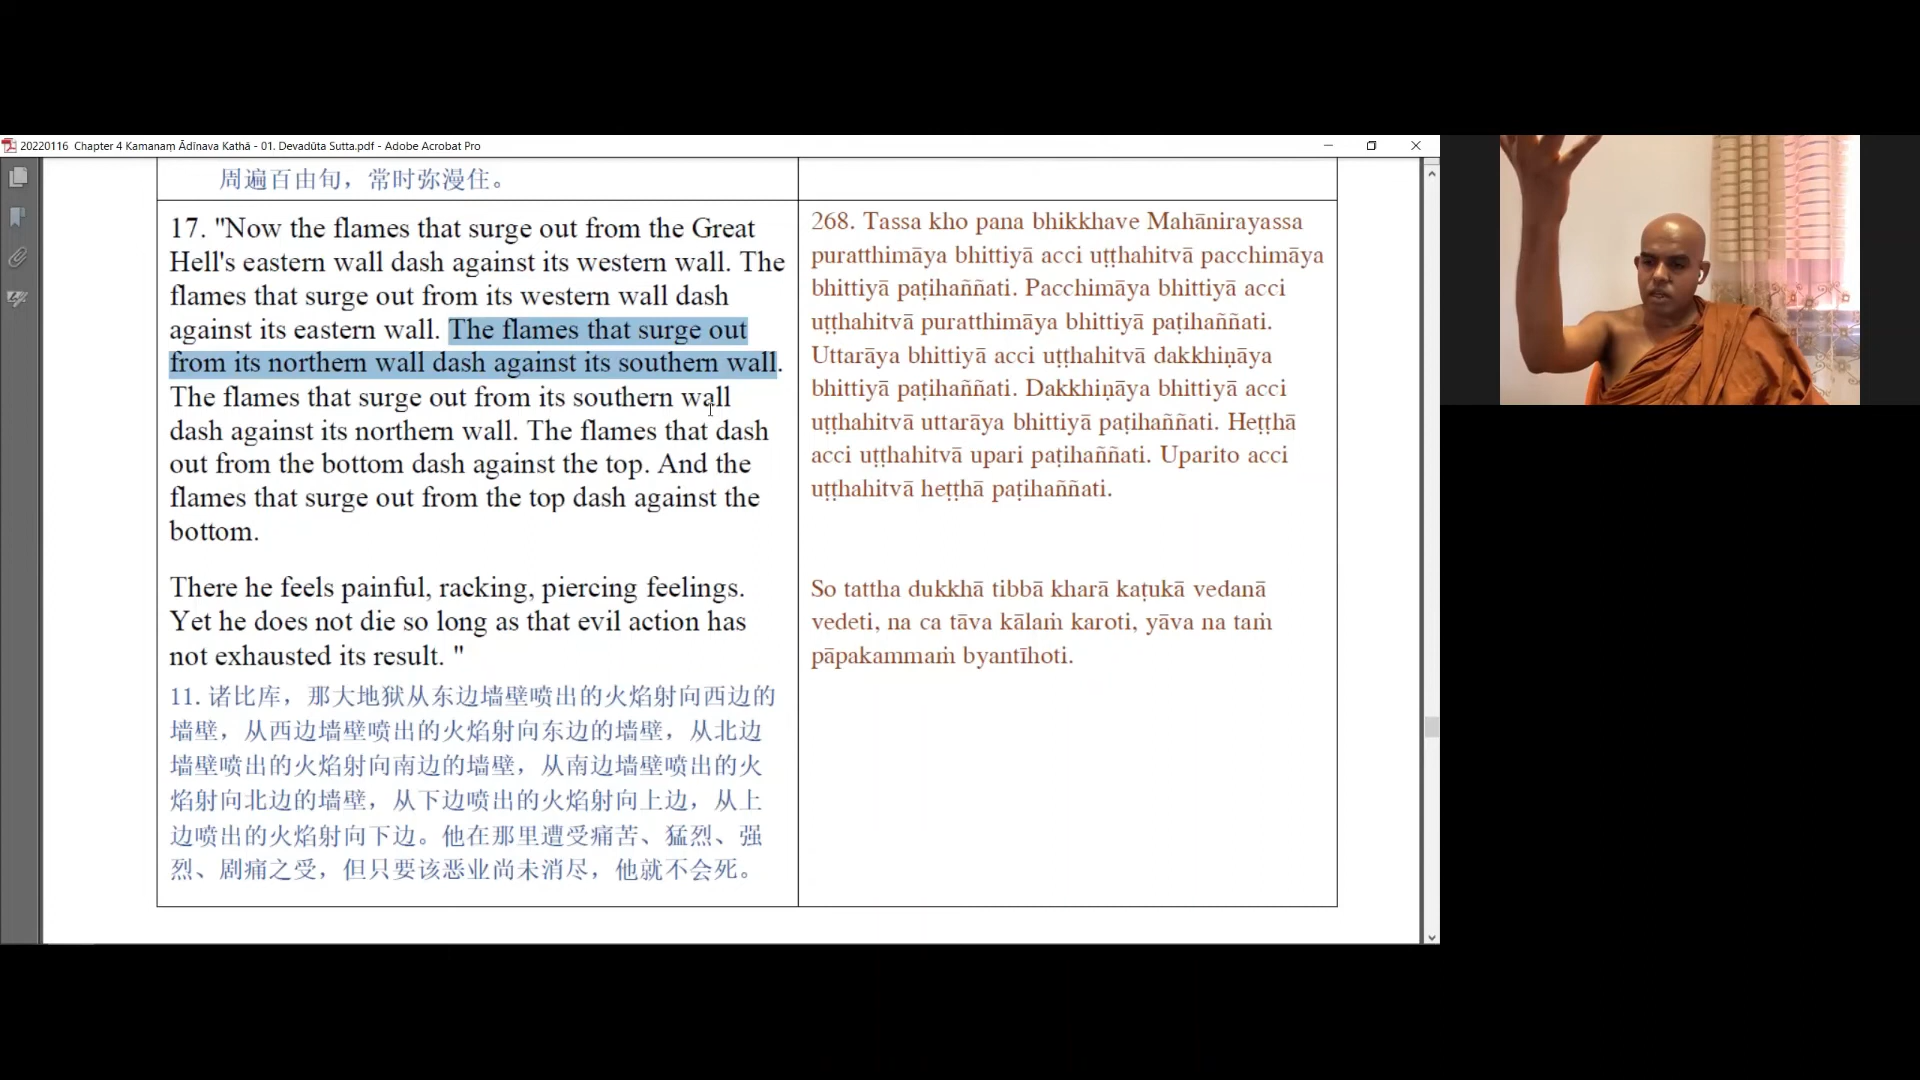 20220116 Chapter 4 Kamanaṃ Ādīnava Kathā - 01. Devadūta Sutta.pdf - Adobe Acrobat Pro
周遍百由旬，常时弥漫住。
17. "Now the flames that surge out from the Great
Hell's eastern wall dash against its western wall. The
flames that surge out from its western wall dash
against its eastern wall. The flames that surge out
from its northern wall dash against its southern wall.
The flames that surge out from its southern wall
dash against its northern wall. The flames that dash
out from the bottom dash against the top. And the
flames that surge out from the top dash against the
bottom.
There he feels painful, racking, piercing feelings.
Yet he does not die so long as that evil action has
not exhausted its result. "
11. 诸比库，那大地狱从东边墙壁喷出的火焰射向西边的
墙壁，从西边墙壁喷出的火焰射向东边的墙壁，从北边
墙壁喷出的火焰射向南边的墙壁，从南边墙壁喷出的火
焰射向北边的墙壁，从下边喷出的火焰射向上边，从上
边喷出的火焰射向下边。他在那里遭受痛苦、猛烈、强
烈、剧痛之受，但只要该恶业尚未消尽，他就不会死。
268. Tassa kho pana bhikkhave Mahānirayassa
puratthimāya bhittiyā acci uṭṭhahitvā pacchimāya
bhittiyā paṭihaññati. Pacchimāya bhittiyā acci
uṭṭhahitvā puratthimāya bhittiyā paṭihaññati.
Uttarāya bhittiyā acci uṭṭhahitvā dakkhiṇāya
bhittiyā paṭihaññati. Dakkhiṇāya bhittiyā acci
uṭṭhahitvā uttarāya bhittiyā paṭihaññati. Heṭṭhā
acci uṭṭhahitvā upari paṭihaññati. Uparito acci
uṭṭhahitvā heṭṭhā paṭihaññati.
So tattha dukkhā tibbā kharā kaṭukā vedanā
vedeti, na ca tāva kālaṁ karoti, yāva na taṁ
pāpakammaṁ byantīhoti.